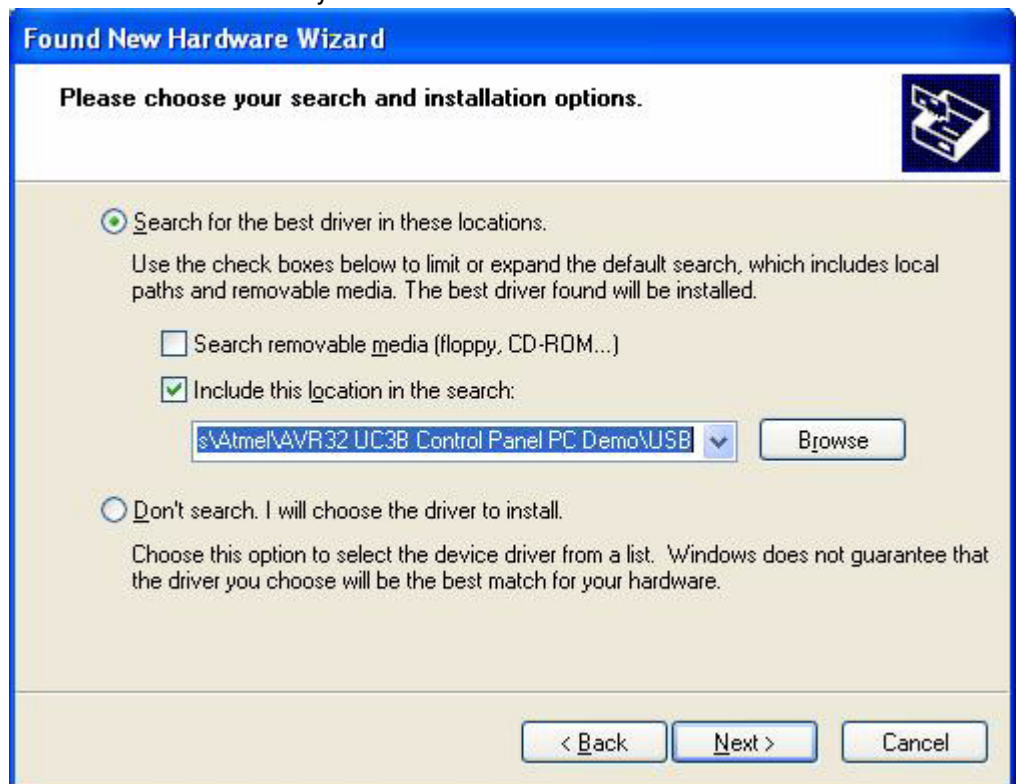 Found New Hardware Wizard
Please choose your search and installation options.
Search for the best driver in these locations.
Use the check boxes below to limit or expand the default search, which includes local
paths and removable media. The best driver found will be installed.
Search removable media (floppy, CD-ROM...)
Include this location in the search:
s\Atmel\AVR32 UC3B Control Panel PC Demo\USB
Browse
Don't search. I will choose the driver to install.
Choose this option to select the device driver from a list. Windows does not guarantee that
the driver you choose will be the best match for your hardware.
< Back Next > Cancel